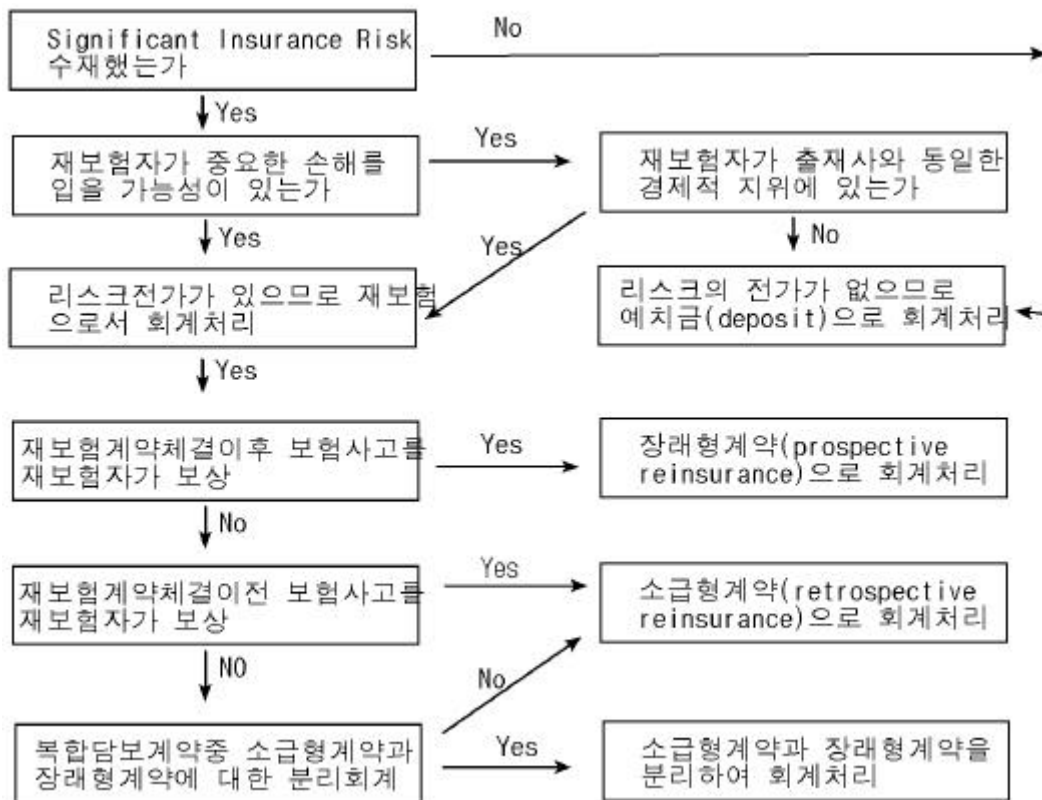 Significant Insurance Risk
수재했는가
No
Yes
재보험자가 중요한 손해를
입을 가능성이 있는가
Yes
재보험자가 출재사와 동일한
경제적 지위에 있는가
Yes
Yes
No
리스크전가가 있으므로 재보험
으로서 회계처리
리스크의 전가가 없으므로
예치금(deposit)으로 회계처리
Yes
재보험계약체결이후 보험사고를
재보험자가 보상
Yes
장래형계약(prospective
reinsurance)으로 회계처리
No
재보험계약체결이전 보험사고를
재보험자가 보상
Yes
소급형계약(retrospective
reinsurance)으로 회계처리
NO
No
복합담보계약중 소급형계약과
장래형계약에 대한 분리회계
Yes
소급형계약과 장래형계약을
분리하여 회계처리